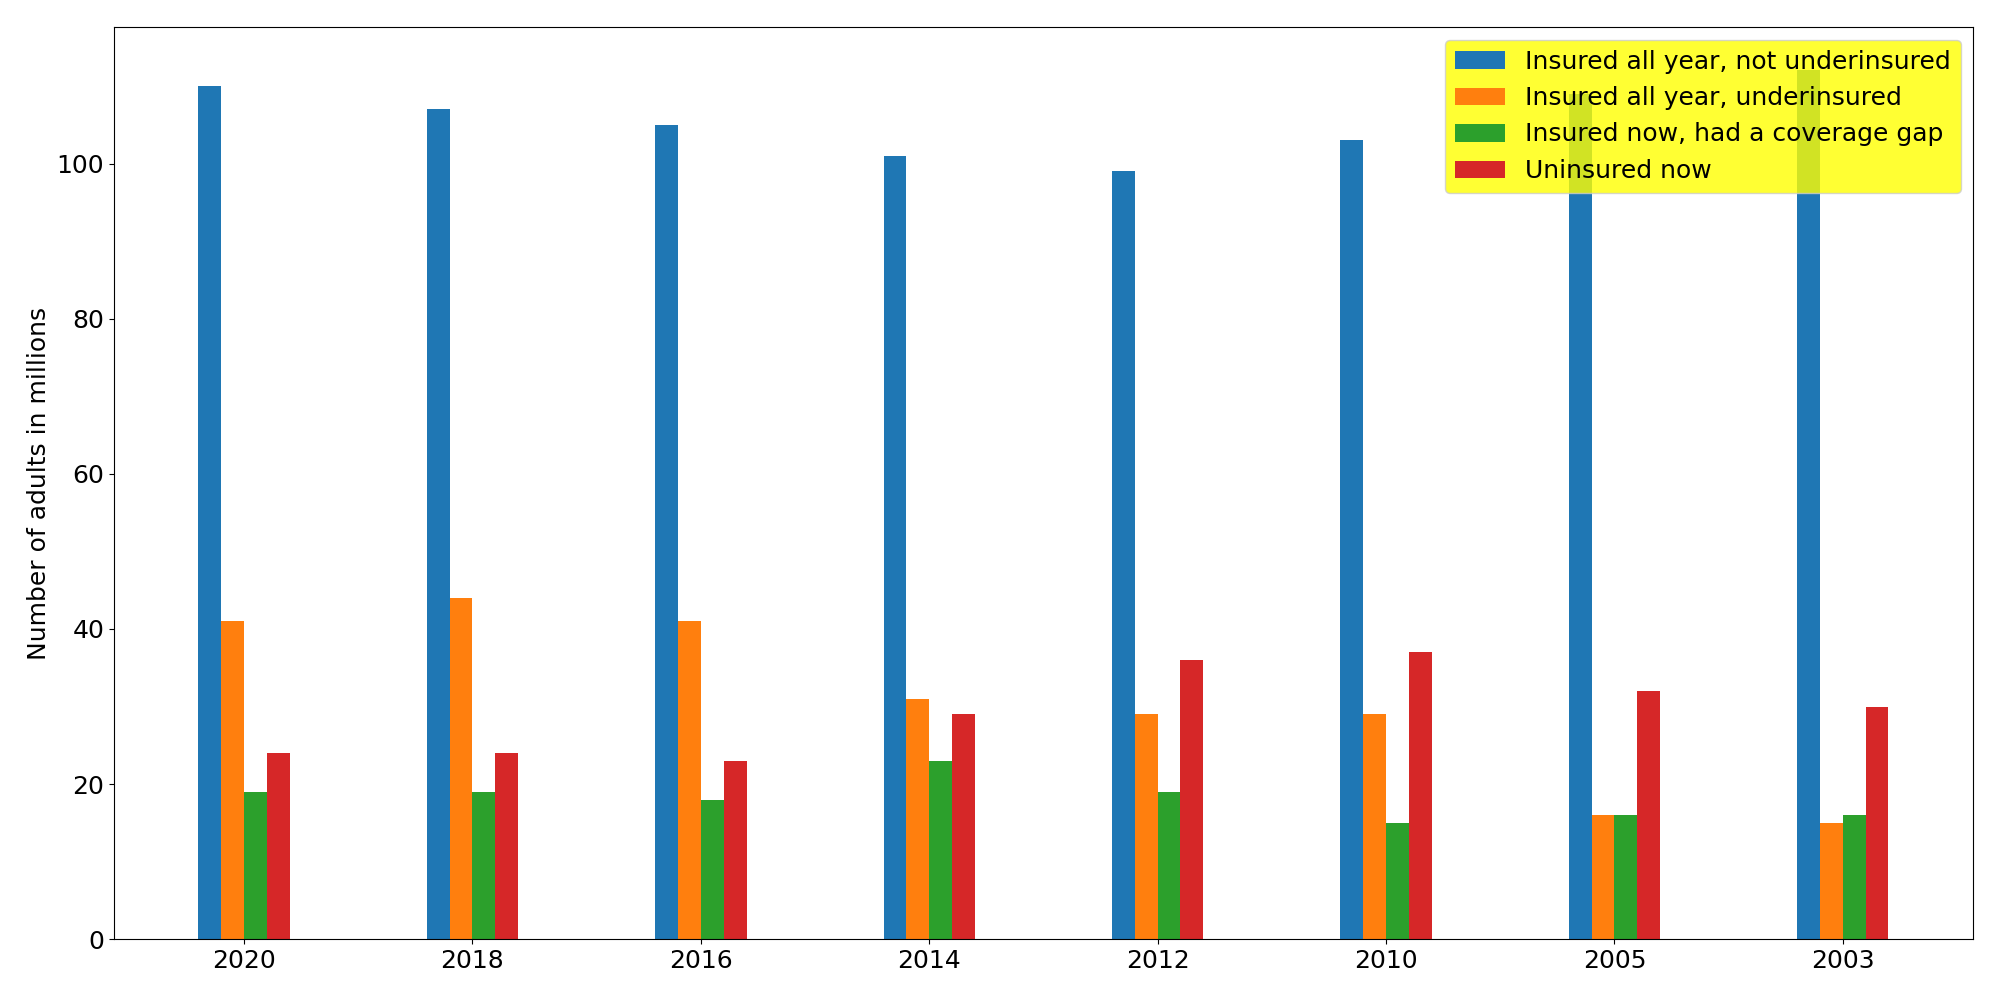 Insured all year, not underinsured
Insured all year, underinsured
Insured now, had a coverage gap
Uninsured now
Number of adults in millions
100
80
60
40
20
0
2020 2018 2016 2014 2012 2010 2005 2003